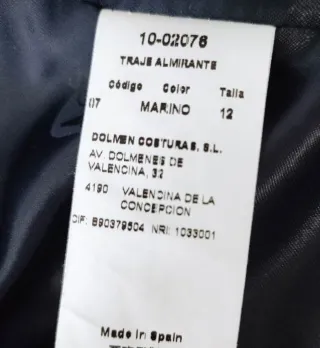 10-02076
TRAJE ALMIRANTE
Código Color Talla
07 MARINO 12
DOLMEN COSTURAS, S.L.
AV. DOLMENES DE
VALENCINA, 32
4190 VALENCINA DE LA
CONCEPCION
CIF: B90379504 NRI: 1033001
Made in Spain